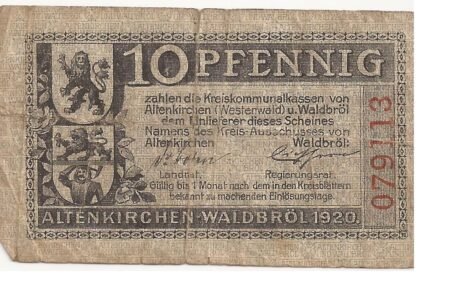 10 PFENNIG
zahlen die Kreiskommunalkassen von
Altenkirchen (Westerwald) u. Waldbröl
dem Einlieferer dieses Scheines
Namens des Kreis-Ausschusses von
Altenkirchen Waldbröl:
Landrat. Regierungsrat.
Gültig bis 1 Monat nach dem in den Kreisblättern
bekannt zu machenden Einlösungstage.
ALTENKIRCHEN-WALDBRÖL 1920.
079113